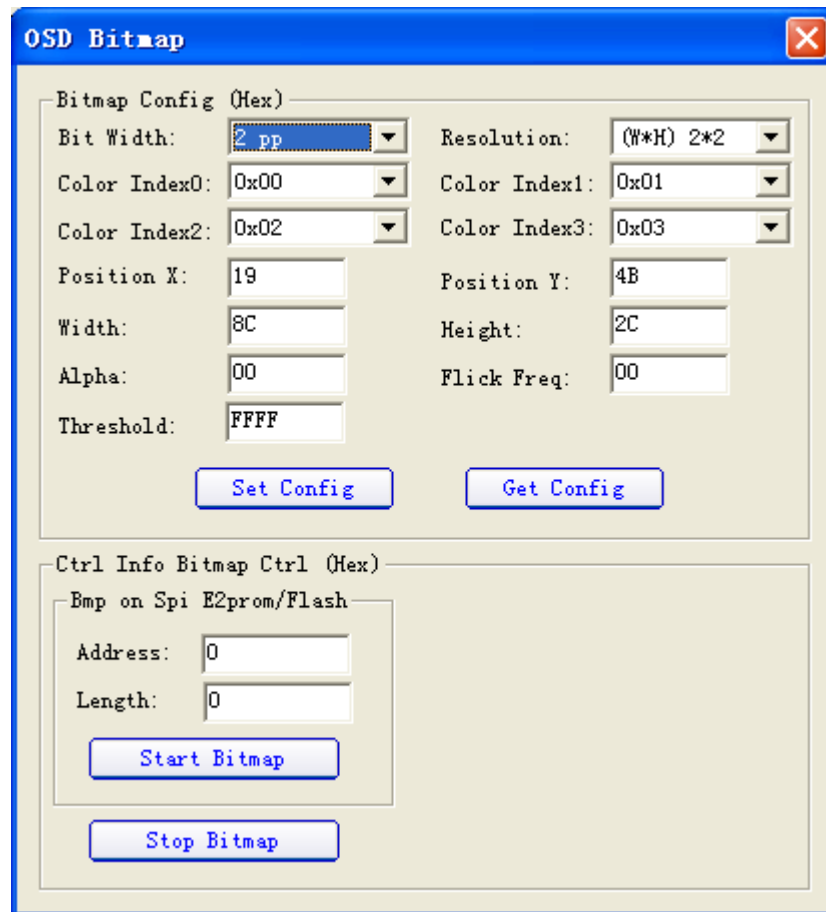 OSD Bitmap
Bitmap Config (Hex)
Bit Width: 2 pp Resolution: (W*H) 2*2
Color Index0: 0x00 Color Index1: 0x01
Color Index2: 0x02 Color Index3: 0x03
Position X: 19 Position Y: 4B
Width: 8C Height: 2C
Alpha: 00 Flick Freq: 00
Threshold: FFFF
Set Config Get Config
Ctrl Info Bitmap Ctrl (Hex)
Bmp on Spi E2prom/Flash
Address: 0
Length: 0
Start Bitmap
Stop Bitmap